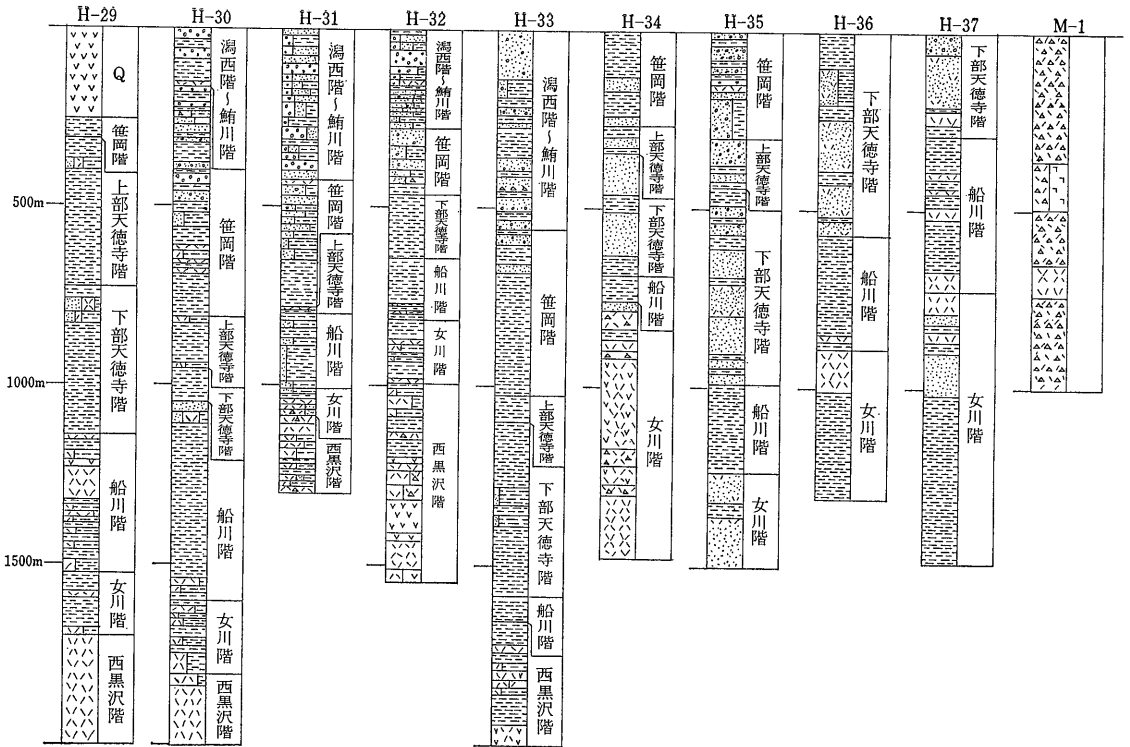 H-29 H-30 H-31 H-32 H-33 H-34 H-35 H-36 H-37 M-1
500m
1000m
1500m
Q
笹岡階
上部天徳寺階
下部天徳寺階
船川階
女川階
西黒沢階
潟西階～鮪川階
笹岡階
上部天徳寺階
下部天徳寺階
船川階
女川階
西黒沢階
潟西階～鮪川階
笹岡階
上部天徳寺階
船川階
女川階
西黒沢階
潟西階～鮪川階
笹岡階
下部天徳寺階
船川階
女川階
西黒沢階
潟西階～鮪川階
笹岡階
上部天徳寺階
下部天徳寺階
船川階
西黒沢階
笹岡階
上部天徳寺階
下部天徳寺階
船川階
女川階
笹岡階
上部天徳寺階
下部天徳寺階
船川階
女川階
下部天徳寺階
船川階
女川階
下部天徳寺階
船川階
女川階